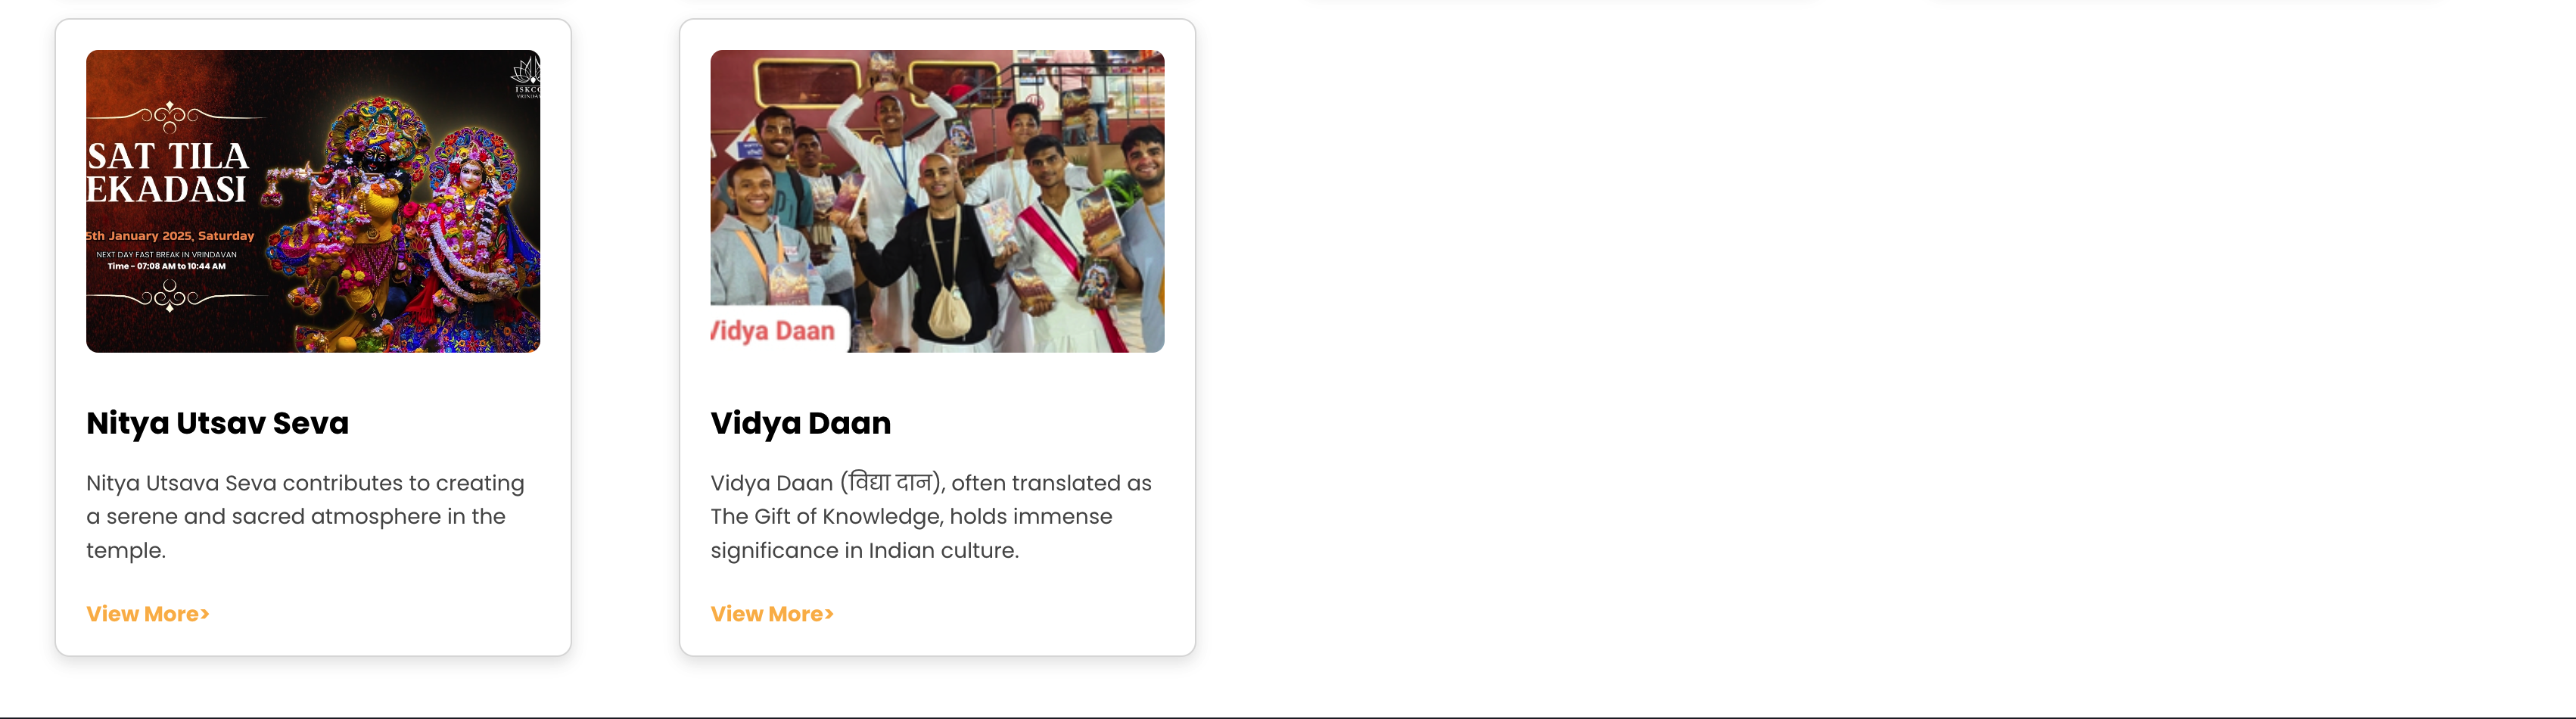 SAT TILA
EKADASI
5th January 2025, Saturday
NEXT DAY FAST BREAK IN VRINDAVAN
Time - 07:08 AM to 10:44 AM
Vidya Daan
Nitya Utsav Seva
Nitya Utsava Seva contributes to creating
a serene and sacred atmosphere in the
temple.
View More>
Vidya Daan
Vidya Daan (विद्या दान), often translated as
The Gift of Knowledge, holds immense
significance in Indian culture.
View More>